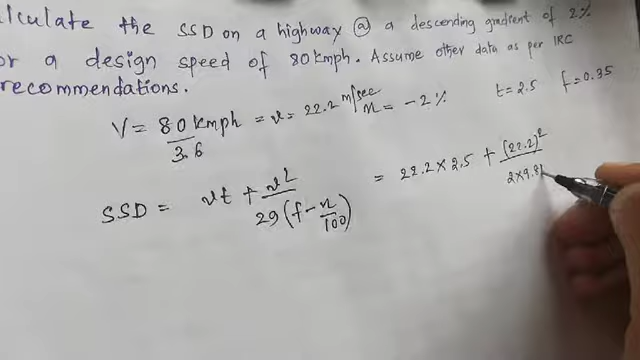 lculate the SSD on a highway @ a descending gradient of 2%
or a design speed of 80 kmph. Assume other data as per IRC
recommendations.
V = 80 kmph / 3.6 = v = 22.2 m/sec n = -2% t = 2.5 f = 0.35
SSD = vt + v² / 2g (f - n/100) = 22.2 × 2.5 + (22.2)² / 2×9.81